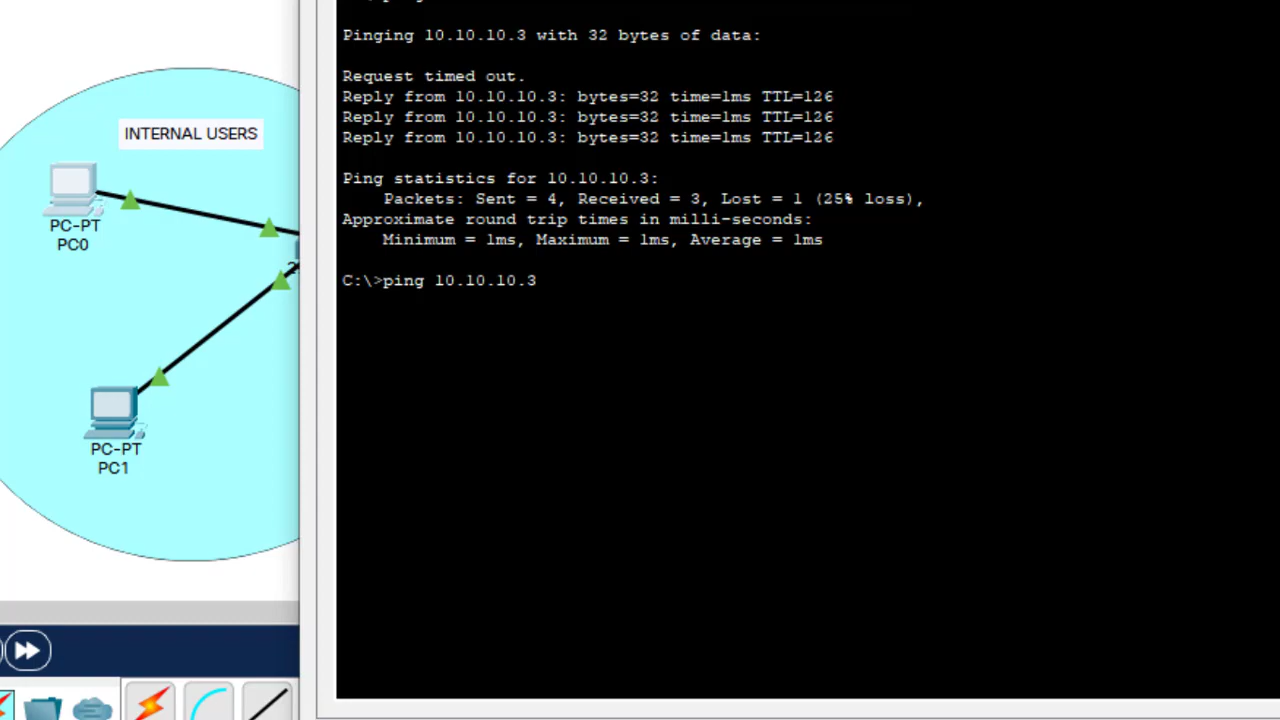 Pinging 10.10.10.3 with 32 bytes of data:
Request timed out.
Reply from 10.10.10.3: bytes=32 time=1ms TTL=126
Reply from 10.10.10.3: bytes=32 time=1ms TTL=126
Reply from 10.10.10.3: bytes=32 time=1ms TTL=126
Ping statistics for 10.10.10.3:
Packets: Sent = 4, Received = 3, Lost = 1 (25% loss),
Approximate round trip times in milli-seconds:
Minimum = 1ms, Maximum = 1ms, Average = 1ms
C:\>ping 10.10.10.3
INTERNAL USERS
PC-PT
PC0
PC-PT
PC1